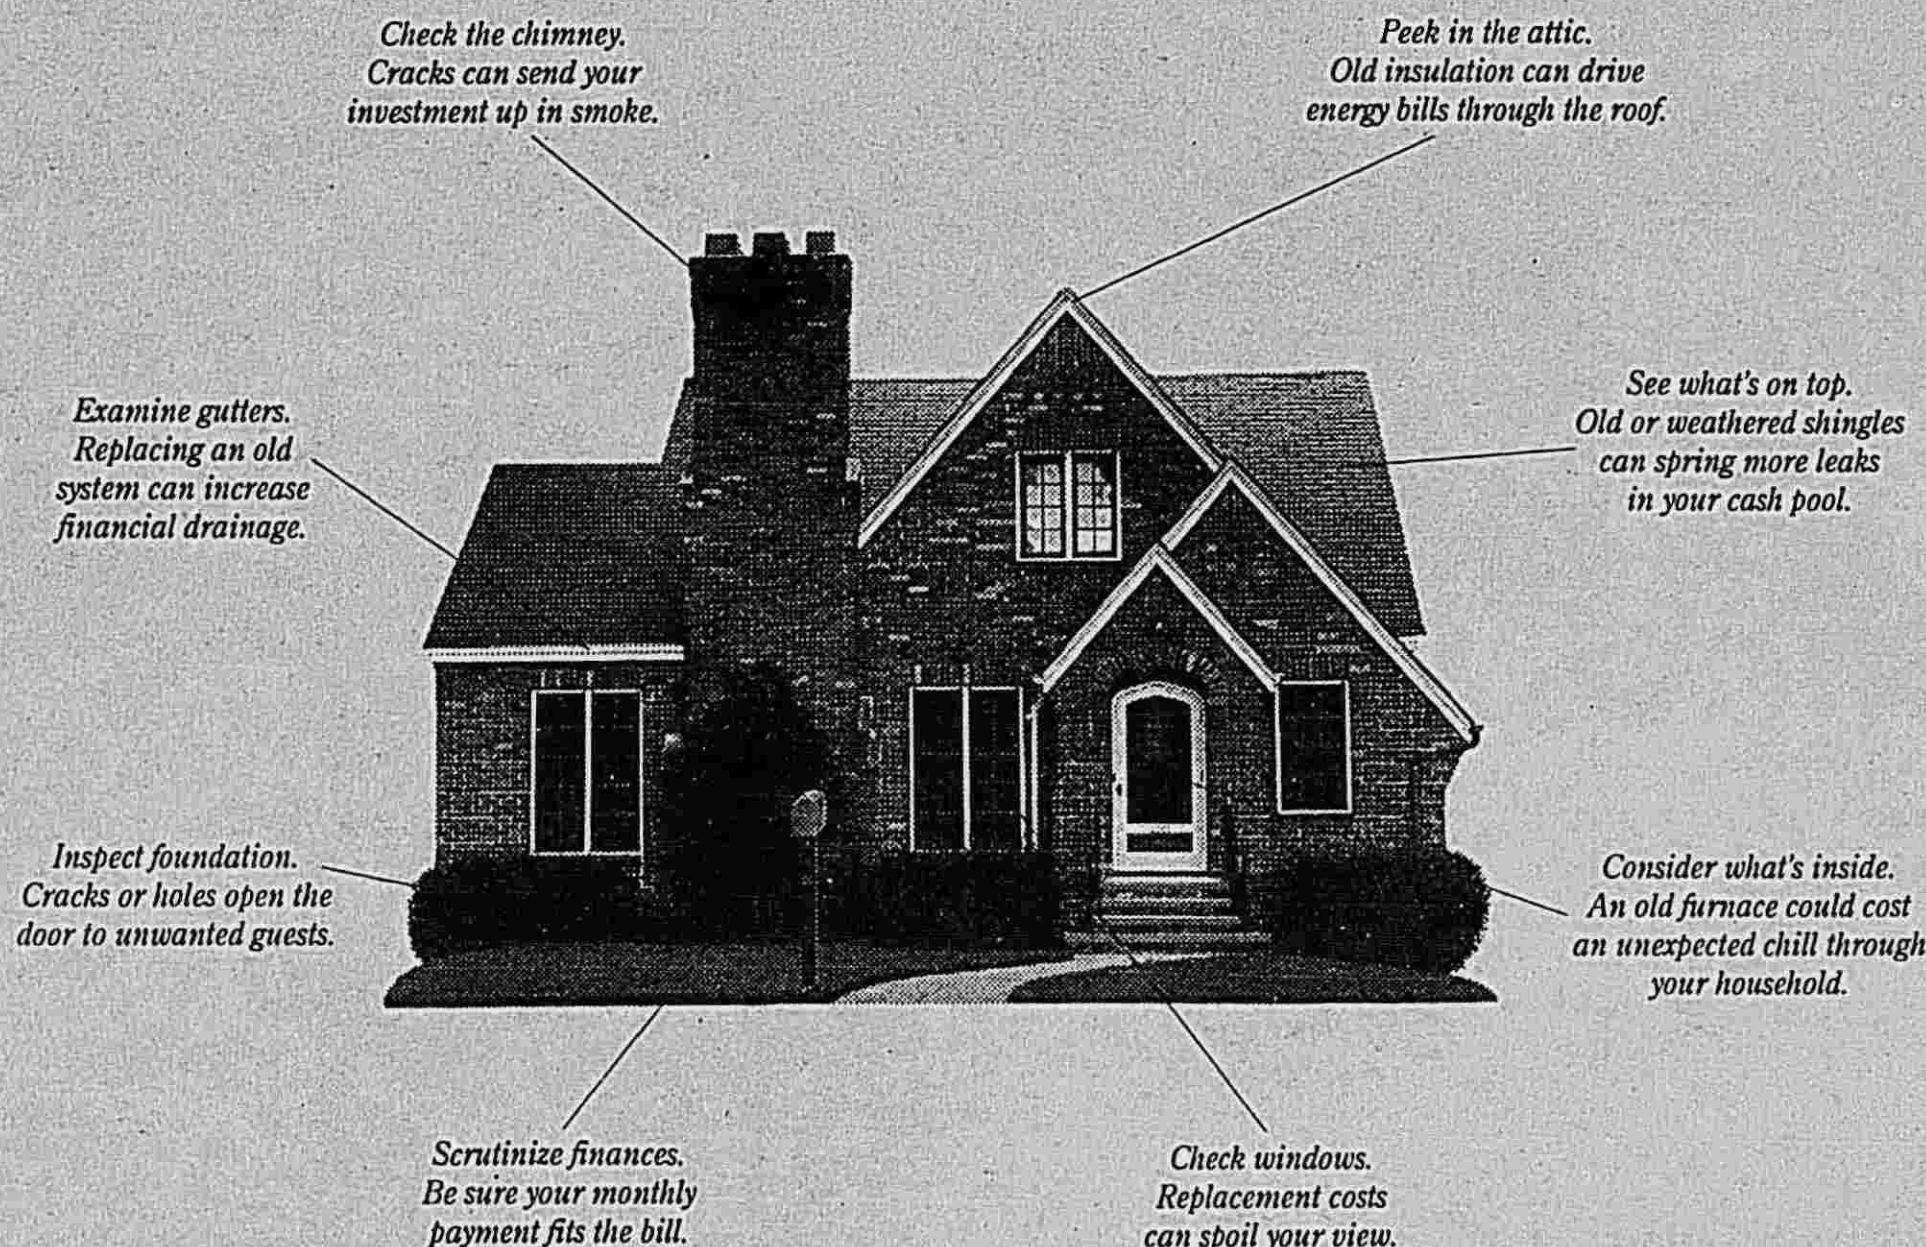 Check the chimney.
Cracks can send your
investment up in smoke.
Peek in the attic.
Old insulation can drive
energy bills through the roof.
Examine gutters.
Replacing an old
system can increase
financial drainage.
See what's on top.
Old or weathered shingles
can spring more leaks
in your cash pool.
Inspect foundation.
Cracks or holes open the
door to unwanted guests.
Consider what's inside.
An old furnace could cost
an unexpected chill through
your household.
Scrutinize finances.
Be sure your monthly
payment fits the bill.
Check windows.
Replacement costs
can spoil your view.